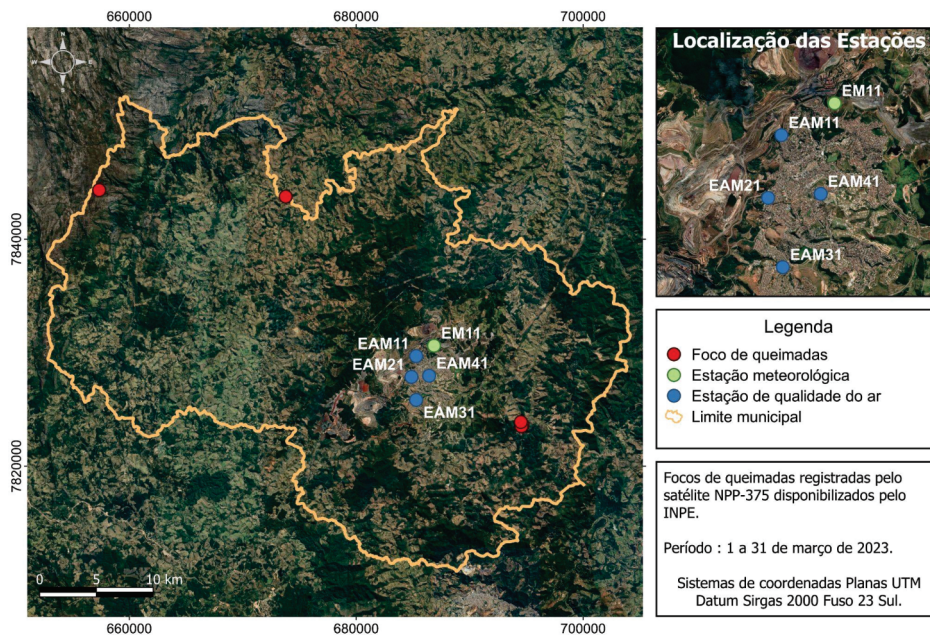 660000
680000
700000
N
W
E
S
7840000
7820000
EM11
EAM11
EAM21
EAM41
EAM31
0 5 10 km
660000
680000
700000
Localização das Estações
EM11
EAM11
EAM21
EAM41
EAM31
Legenda
Foco de queimadas
Estação meteorológica
Estação de qualidade do ar
Limite municipal
Focos de queimadas registradas pelo
satélite NPP-375 disponibilizados pelo
INPE.
Período : 1 a 31 de março de 2023.
Sistemas de coordenadas Planas UTM
Datum Sirgas 2000 Fuso 23 Sul.